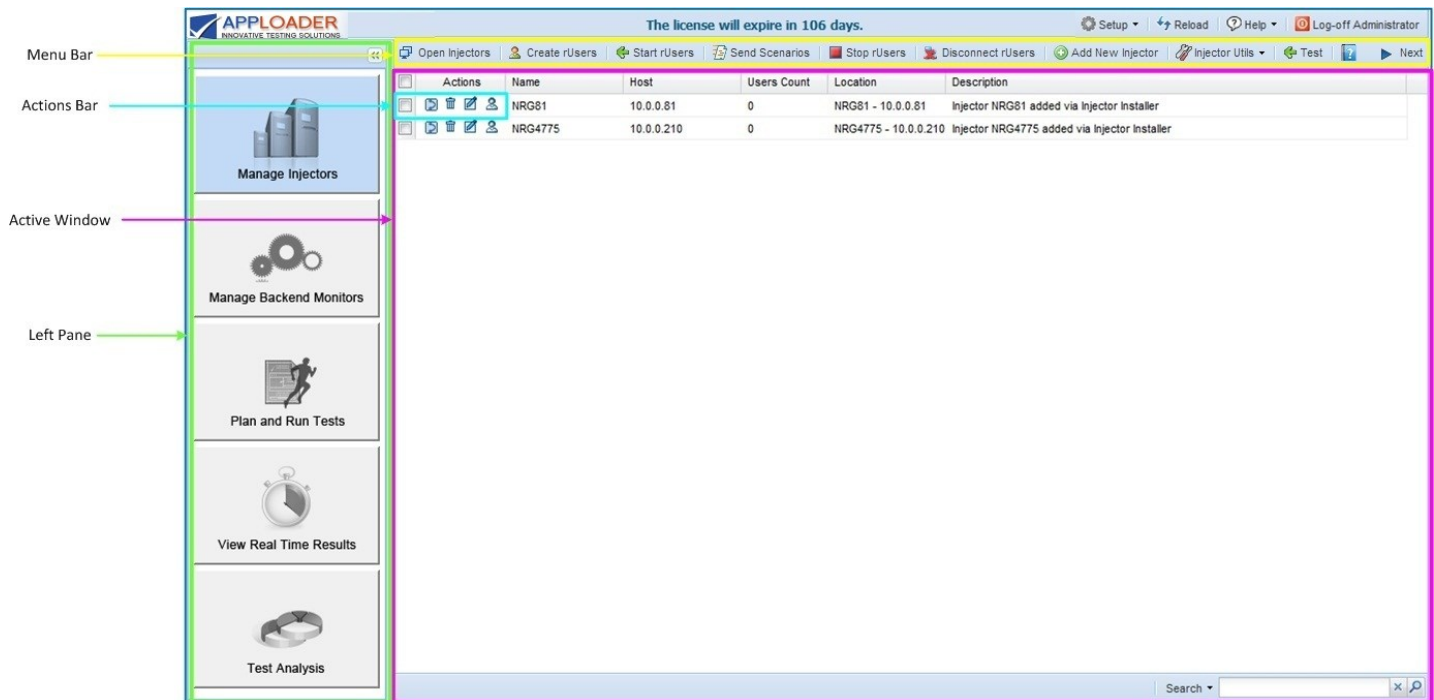 APPLOADER
INNOVATIVE TESTING SOLUTIONS
The license will expire in 106 days.
Setup
Reload
Help
Log-off Administrator
Menu Bar
Open Injectors
Create rUsers
Start rUsers
Send Scenarios
Stop rUsers
Disconnect rUsers
Add New Injector
Injector Utils
Test
Next
Actions Name Host Users Count Location Description
Actions Bar
NRG81 10.0.0.81 0 NRG81 - 10.0.0.81 Injector NRG81 added via Injector Installer
NRG4775 10.0.0.210 0 NRG4775 - 10.0.0.210 Injector NRG4775 added via Injector Installer
Manage Injectors
Active Window
Manage Backend Monitors
Left Pane
Plan and Run Tests
View Real Time Results
Test Analysis
Search